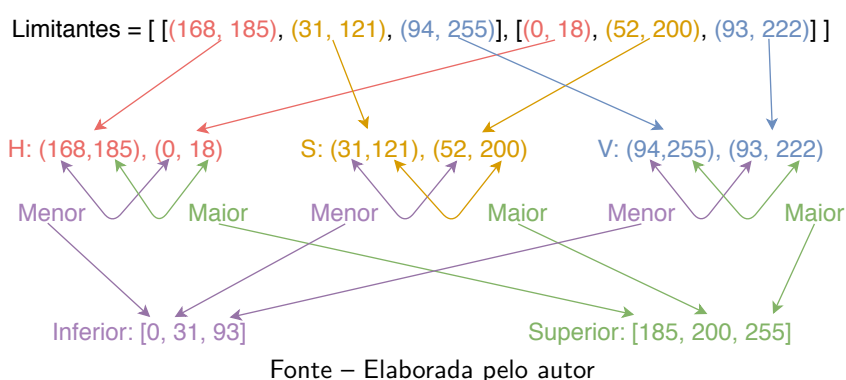 Limitantes = [ [(168, 185), (31, 121), (94, 255)], [(0, 18), (52, 200), (93, 222)] ]
H: (168,185), (0, 18) S: (31,121), (52, 200) V: (94,255), (93, 222)
Menor Maior Menor Maior Menor Maior
Inferior: [0, 31, 93] Superior: [185, 200, 255]
Fonte – Elaborada pelo autor